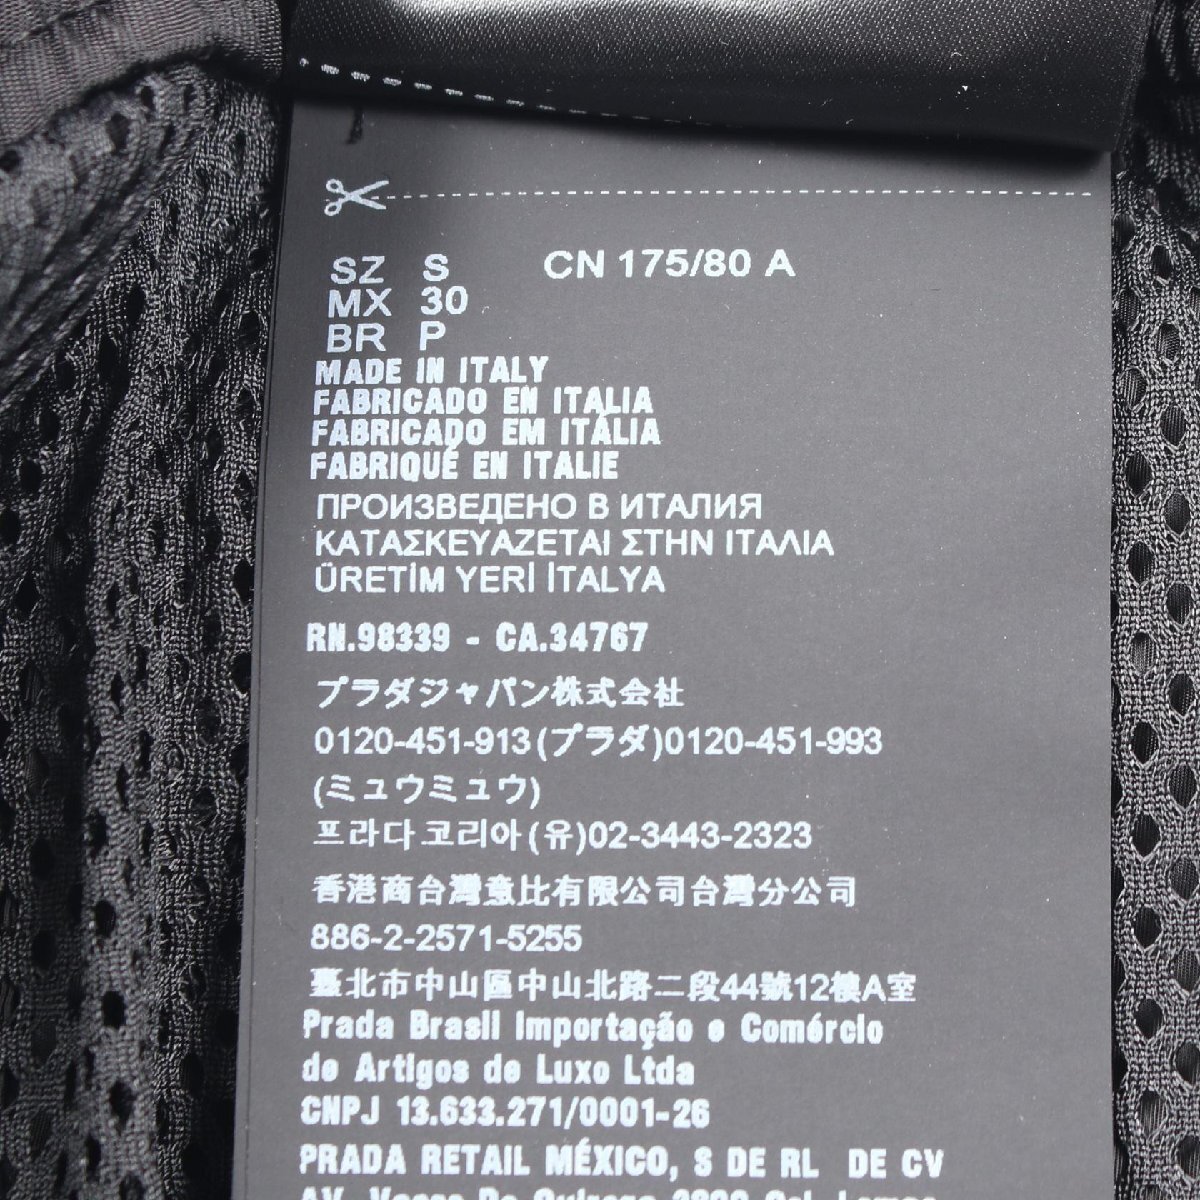 SZ S CN 175/80 A
MX 30
BR P
MADE IN ITALY
FABRICADO EN ITALIA
FABRICADO EM ITÁLIA
FABRIQUÉ EN ITALIE
ПРОИЗВЕДЕНО В ИТАЛИЯ
ΚΑΤΑΣΚΕΥΑΖΕΤΑΙ ΣΤΗΝ ΙΤΑΛΙΑ
ÜRETİM YERİ İTALYA
RN.98339 - CA.34767
プラダジャパン株式会社
0120-451-913(プラダ)0120-451-993
(ミュウミュウ)
프라다코리아(유)02-3443-2323
香港商台灣意比有限公司台灣分公司
886-2-2571-5255
臺北市中山區中山北路二段44號12樓A室
Prada Brasil Importação e Comércio
de Artigos de Luxo Ltda
CNPJ 13.633.271/0001-26
PRADA RETAIL MÉXICO, S DE RL DE CV